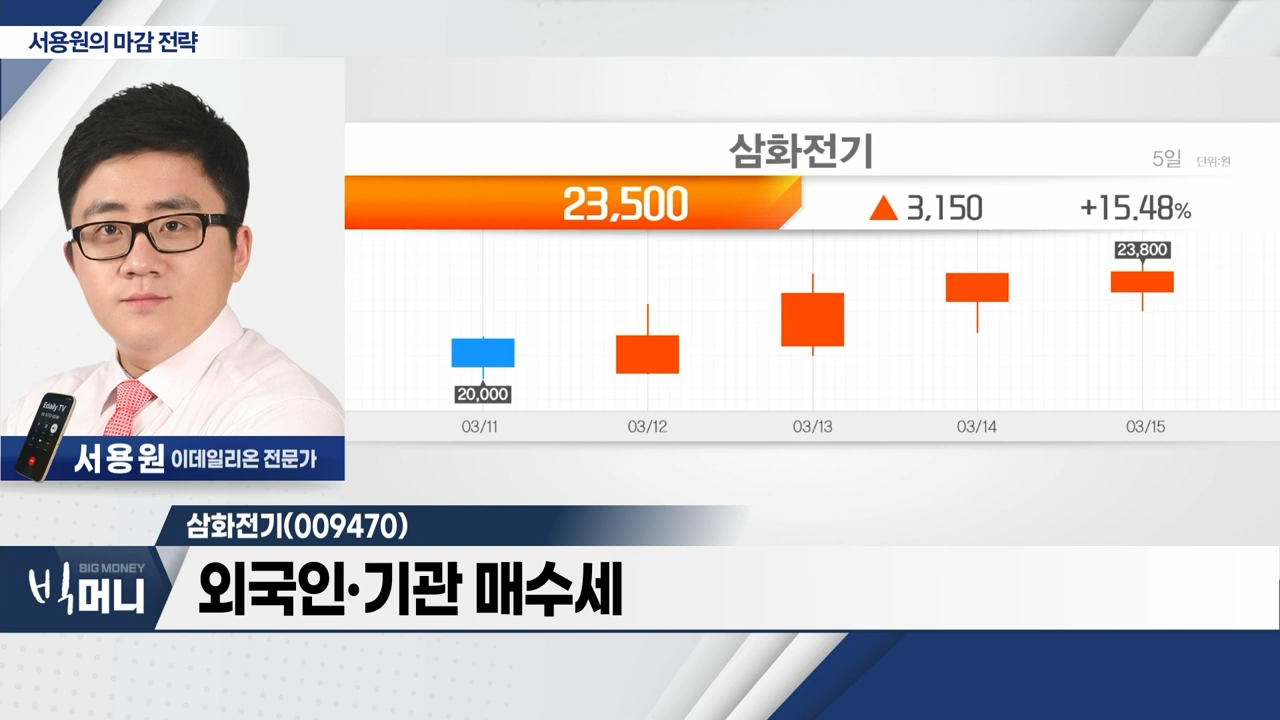 서용원의 마감 전략
삼화전기
5일 단위:원
23,500 ▲ 3,150 +15.48%
23,800
20,000
03/11 03/12 03/13 03/14 03/15
Edaily TV
서용원 이데일리온 전문가
삼화전기(009470)
BIG MONEY
빅머니
외국인·기관 매수세